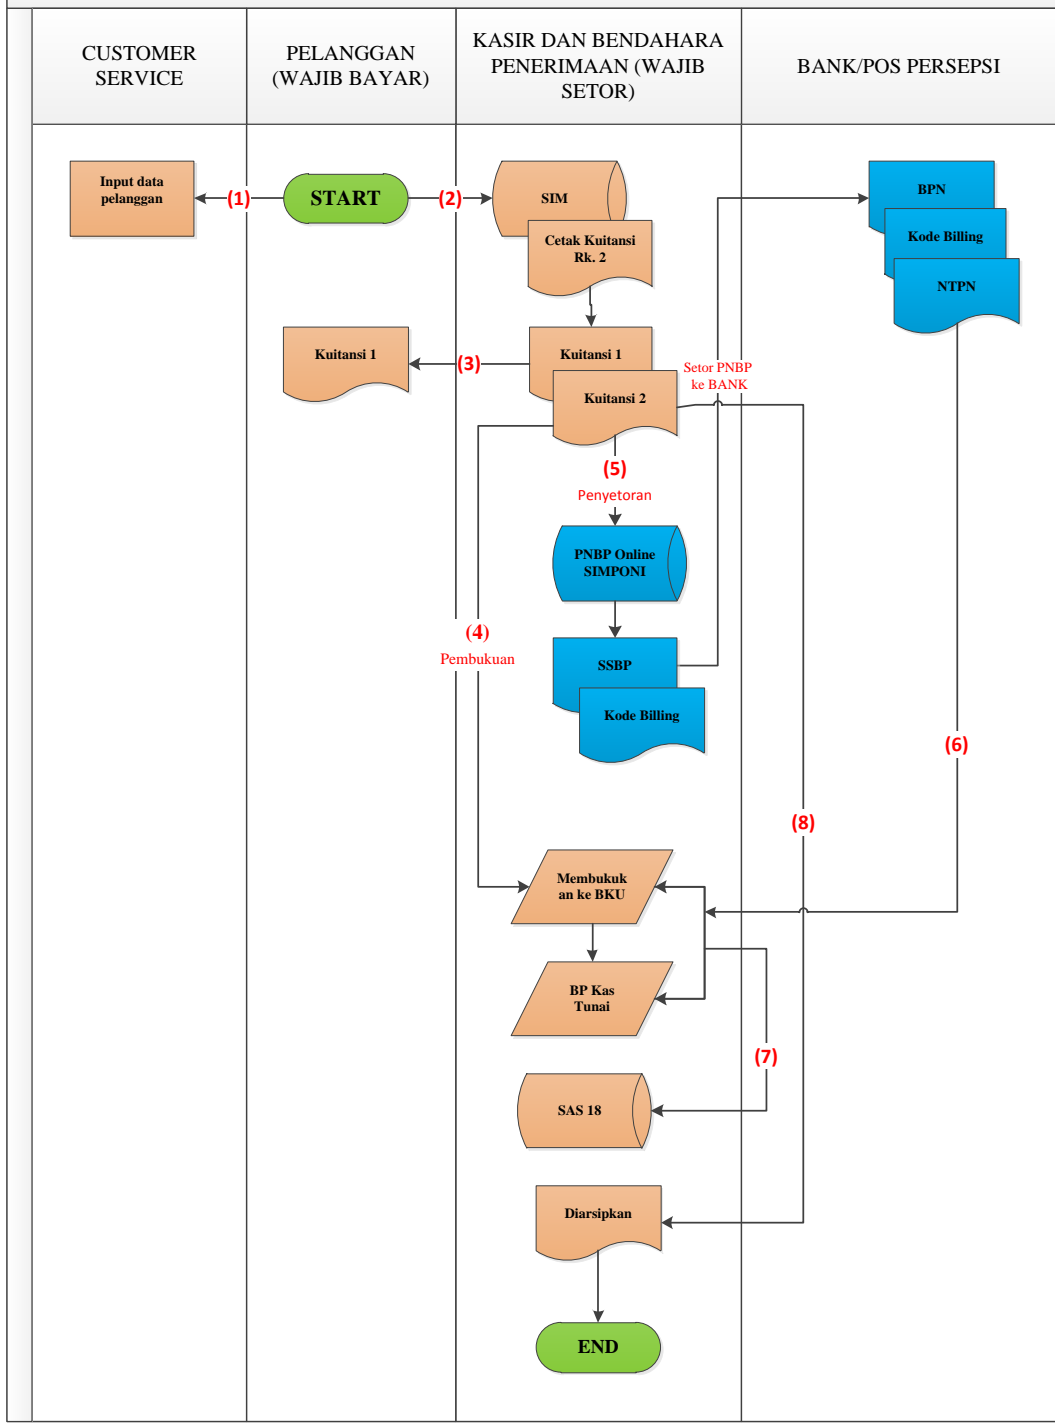 CUSTOMER
SERVICE
PELANGGAN
(WAJIB BAYAR)
KASIR DAN BENDAHARA
PENERIMAAN (WAJIB
SETOR)
BANK/POS PERSEPSI
Input data
pelanggan
(1)
START
(2)
SIM
Cetak Kuitansi
Rk. 2
BPN
Kode Billing
NTPN
Kuitansi 1
(3)
Kuitansi 1
Kuitansi 2
Setor PNBP
ke BANK
(5)
Penyetoran
PNBP Online
SIMPONI
(4)
Pembukuan
SSBP
Kode Billing
(6)
(8)
Membukuk
an ke BKU
BP Kas
Tunai
(7)
SAS 18
Diarsipkan
END